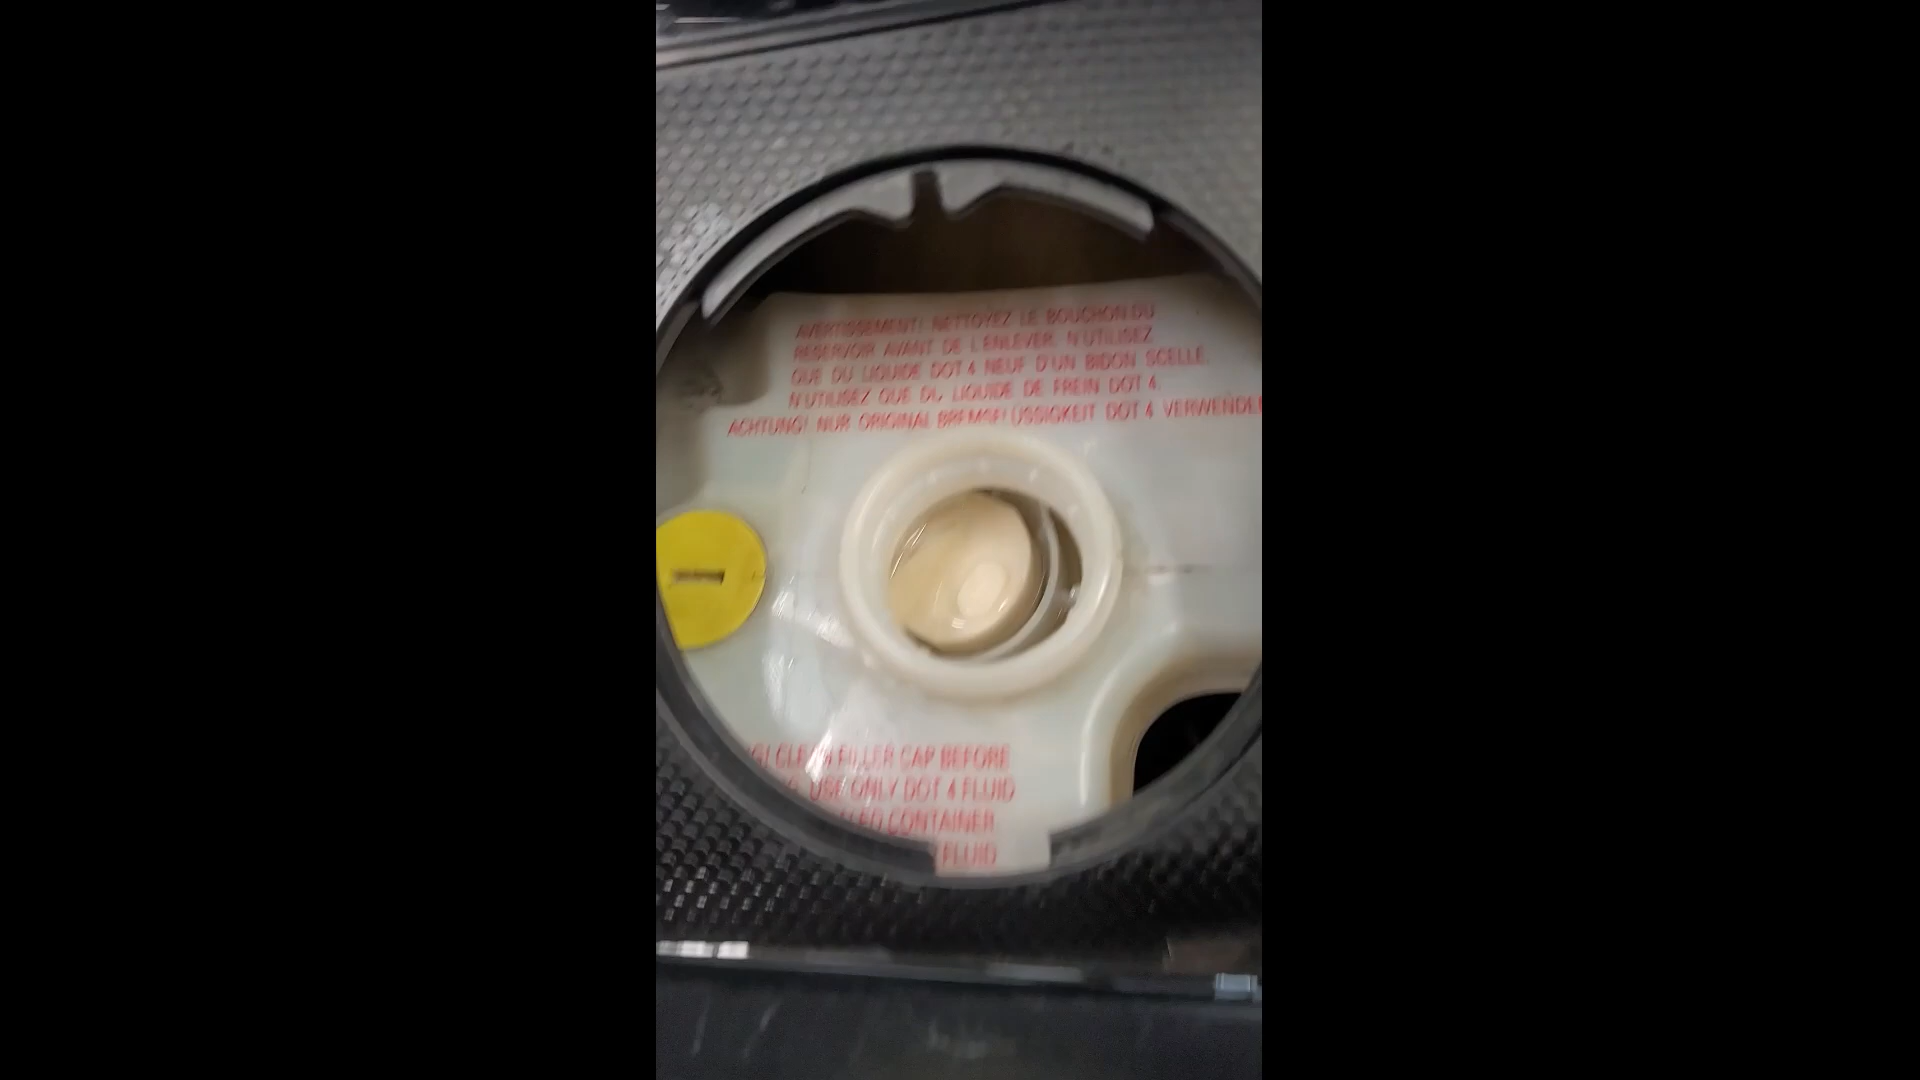 AVERTISSEMENT! NETTOYEZ LE BOUCHON DU
RESERVOIR AVANT DE L'ENLEVER. N'UTILISEZ
QUE DU LIQUIDE DOT 4 NEUF D'UN BIDON SCELLE.
N'UTILISEZ QUE DU LIQUIDE DE FREIN DOT 4.
ACHTUNG! NUR ORIGINAL BREMSFLÜSSIGKEIT DOT 4 VERWENDEN
CLEAN FILLER CAP BEFORE
USE ONLY DOT 4 FLUID
CONTAINER
FLUID